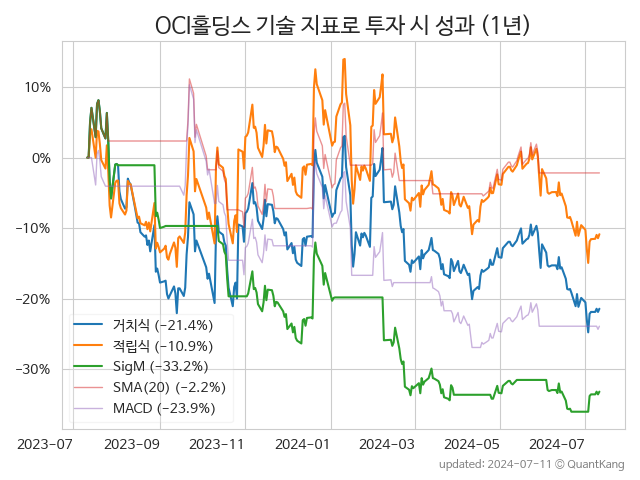 OCI홀딩스 기술 지표로 투자 시 성과 (1년)
10%
0%
−10%
−20%
−30%
거치식 (−21.4%)
적립식 (−10.9%)
SigM (−33.2%)
SMA(20) (−2.2%)
MACD (−23.9%)
2023-07 2023-09 2023-11 2024-01 2024-03 2024-05 2024-07
updated: 2024-07-11 © QuantKang